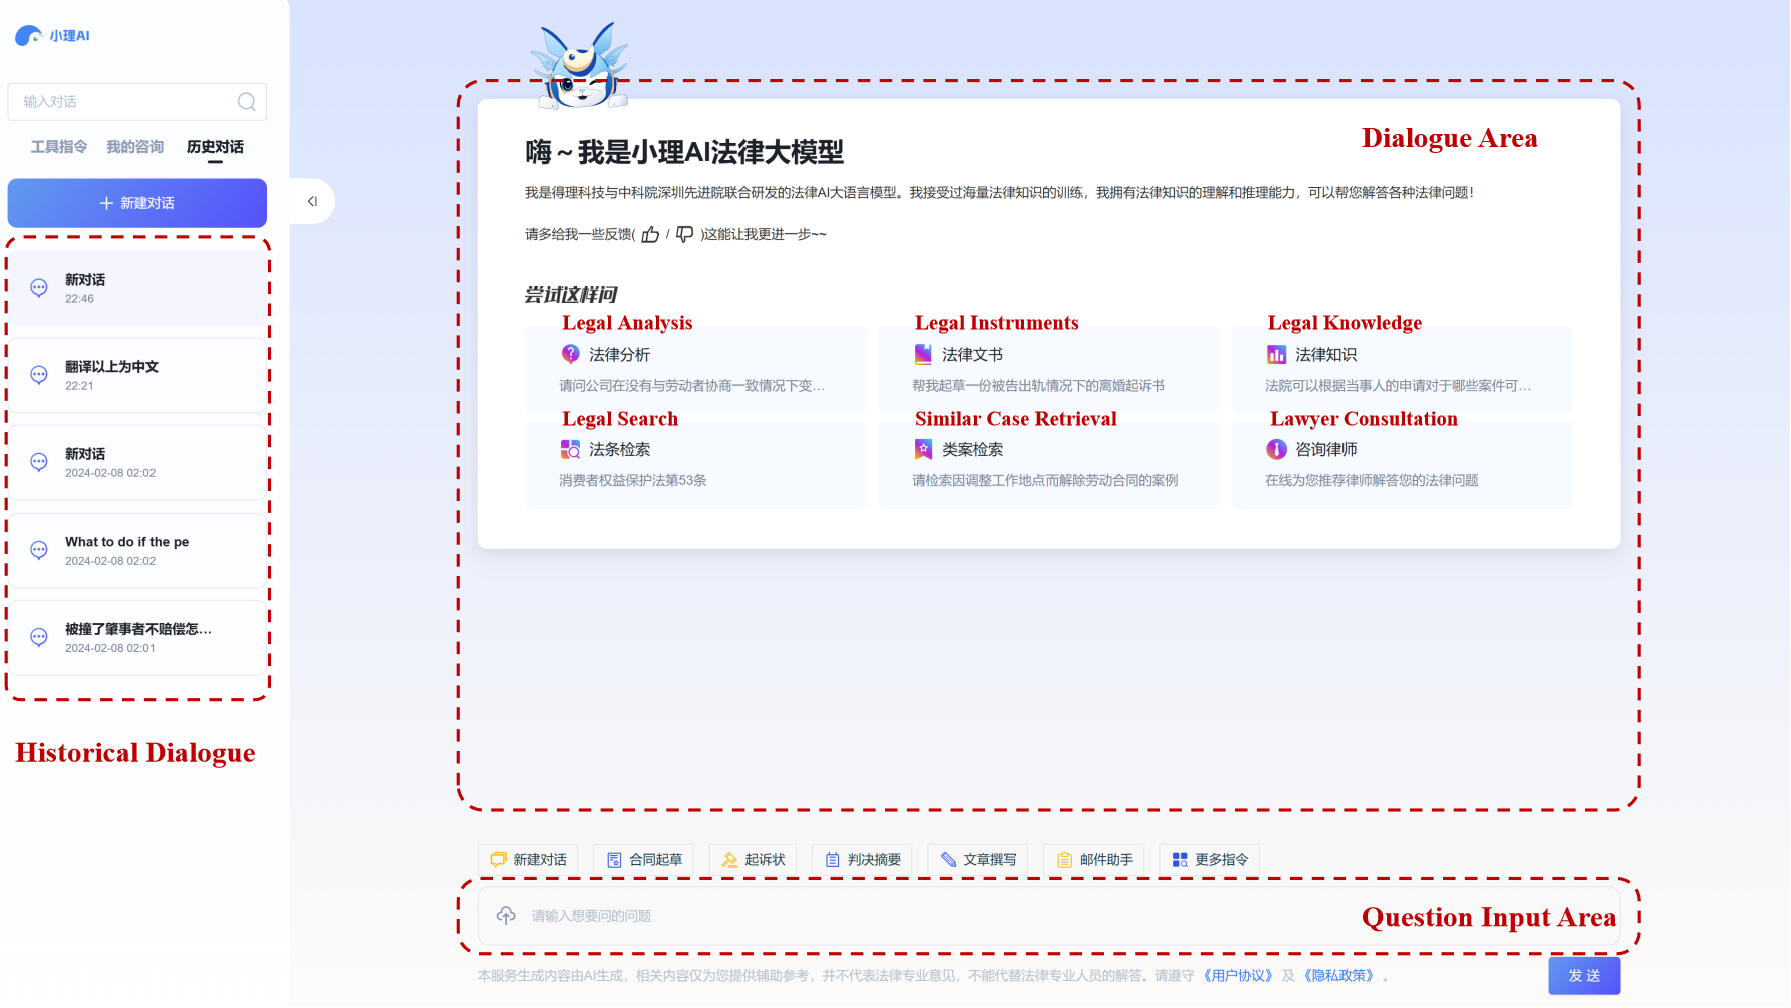 小理AI
输入对话
工具指令 我的咨询 历史对话
新建对话
新对话
22:46
翻译以上为中文
22:21
新对话
2024-02-08 02:02
What to do if the pe
2024-02-08 02:02
被撞了肇事者不赔偿怎...
2024-02-08 02:01
Historical Dialogue
Dialogue Area
嗨~我是小理AI法律大模型
我是得理科技与中科院深圳先进院联合研发的法律AI大语言模型。我接受过海量法律知识的训练，我拥有法律知识的理解和推理能力，可以帮您解答各种法律问题！
请多给我一些反馈( / )这能让我更进一步~~
尝试这样问
Legal Analysis
法律分析
请问公司在没有与劳动者协商一致情况下变...
Legal Instruments
法律文书
帮我起草一份被告出轨情况下的离婚起诉书
Legal Knowledge
法律知识
法院可以根据当事人的申请对于哪些案件可...
Legal Search
法条检索
消费者权益保护法第53条
Similar Case Retrieval
类案检索
请检索因调整工作地点而解除劳动合同的案例
Lawyer Consultation
咨询律师
在线为您推荐律师解答您的法律问题
新建对话 合同起草 起诉状 判决摘要 文章撰写 邮件助手 更多指令
请输入想要问的问题
Question Input Area
本服务生成内容由AI生成，相关内容仅为您提供辅助参考，并不代表法律专业意见，不能代替法律专业人员的解答。请遵守《用户协议》及《隐私政策》。
发 送